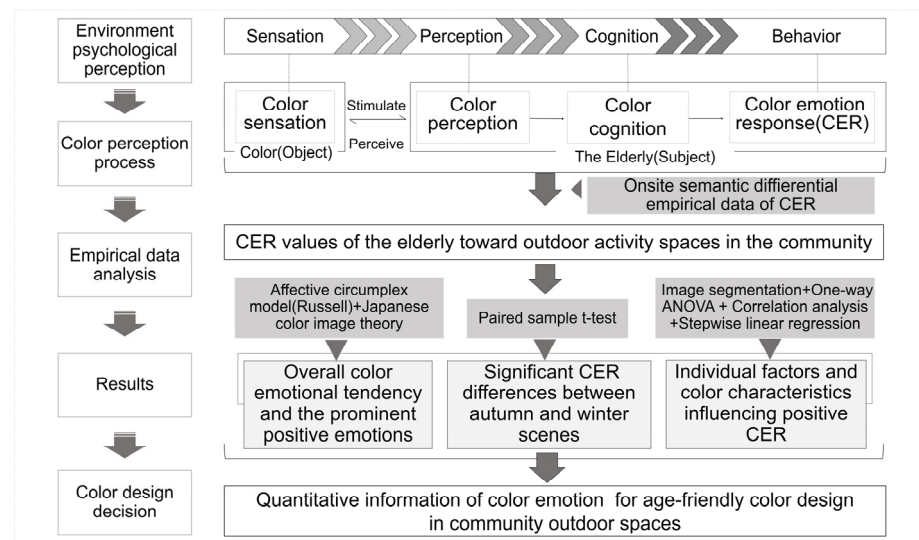 Environment
psychological
perception
Color perception
process
Empirical data
analysis
Results
Color design
decision
Sensation
Perception
Cognition
Behavior
Color
sensation
Color(Object)
Stimulate
Perceive
Color
perception
Color
cognition
Color emotion
response(CER)
The Elderly(Subject)
Onsite semantic diffierential
empirical data of CER
CER values of the elderly toward outdoor activity spaces in the community
Affective circumplex
model(Russell)+Japanese
color image theory
Paired sample t-test
Image segmentation+One-way
ANOVA + Correlation analysis
+Stepwise linear regression
Overall color
emotional tendency
and the prominent
positive emotions
Significant CER
differences between
autumn and winter
scenes
Individual factors and
color characteristics
influencing positive
CER
Quantitative information of color emotion for age-friendly color design
in community outdoor spaces